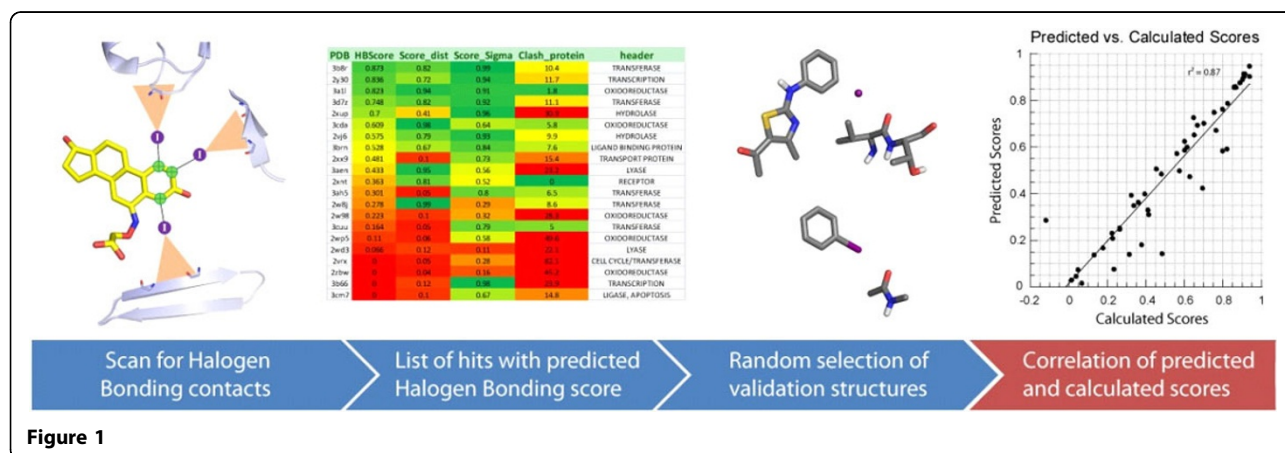 I
I
I
PDB HBScore Score_dist Score_Sigma Clash_protein header
3b8r 0.873 0.82 0.99 10.4 TRANSFERASE
2y30 0.836 0.72 0.94 11.7 TRANSCRIPTION
3a1l 0.823 0.94 0.91 1.8 OXIDOREDUCTASE
3d7z 0.748 0.82 0.92 11.1 TRANSFERASE
2xup 0.7 0.41 0.96 HYDROLASE
3cda 0.609 0.98 0.64 5.8 OXIDOREDUCTASE
2vj6 0.575 0.79 0.93 9.9 HYDROLASE
3brn 0.528 0.67 0.84 7.6 LIGAND BINDING PROTEIN
2xx9 0.481 0.1 0.73 15.4 TRANSPORT PROTEIN
3aen 0.433 0.95 0.56 LYASE
2xnt 0.363 0.81 0.52 0 RECEPTOR
3ah5 0.301 0.05 0.8 6.5 TRANSFERASE
2w8j 0.278 0.99 0.29 8.6 TRANSFERASE
2w98 0.223 0.1 0.32 OXIDOREDUCTASE
3cuu 0.164 0.05 0.79 5 TRANSFERASE
2wp5 0.11 0.06 0.58 OXIDOREDUCTASE
2wd3 0.066 0.12 0.11 LYASE
2vrx 0 0.05 0.28 CELL CYCLE/TRANSFERASE
2zbw 0 0.04 0.16 OXIDOREDUCTASE
3b66 0 0.12 0.98 TRANSCRIPTION
3cm7 0 0.1 0.67 14.8 LIGASE, APOPTOSIS
Predicted vs. Calculated Scores
r² = 0.87
Predicted Scores
1
0.8
0.6
0.4
0.2
0
-0.2 0 0.2 0.4 0.6 0.8 1
Calculated Scores
Scan for Halogen
Bonding contacts
List of hits with predicted
Halogen Bonding score
Random selection of
validation structures
Correlation of predicted
and calculated scores
Figure 1